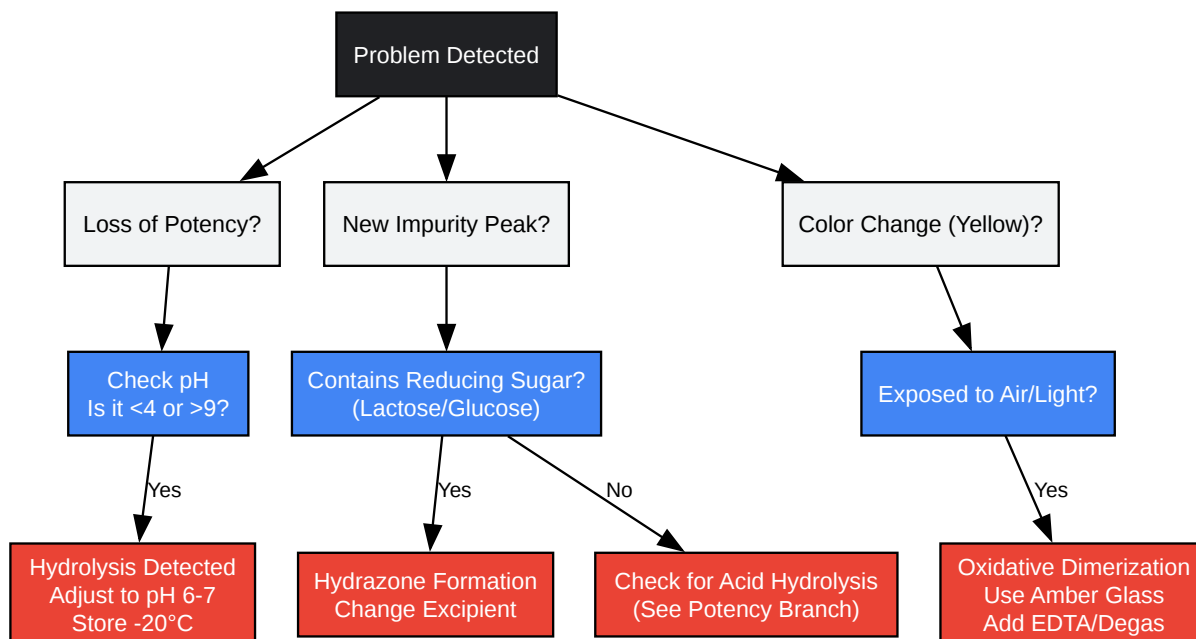 Problem Detected
Loss of Potency?
New Impurity Peak?
Color Change (Yellow)?
Check pH
Is it <4 or >9?
Contains Reducing Sugar?
(Lactose/Glucose)
Exposed to Air/Light?
Yes
Yes
No
Yes
Hydrolysis Detected
Adjust to pH 6-7
Store -20°C
Hydrazone Formation
Change Excipient
Check for Acid Hydrolysis
(See Potency Branch)
Oxidative Dimerization
Use Amber Glass
Add EDTA/Degas